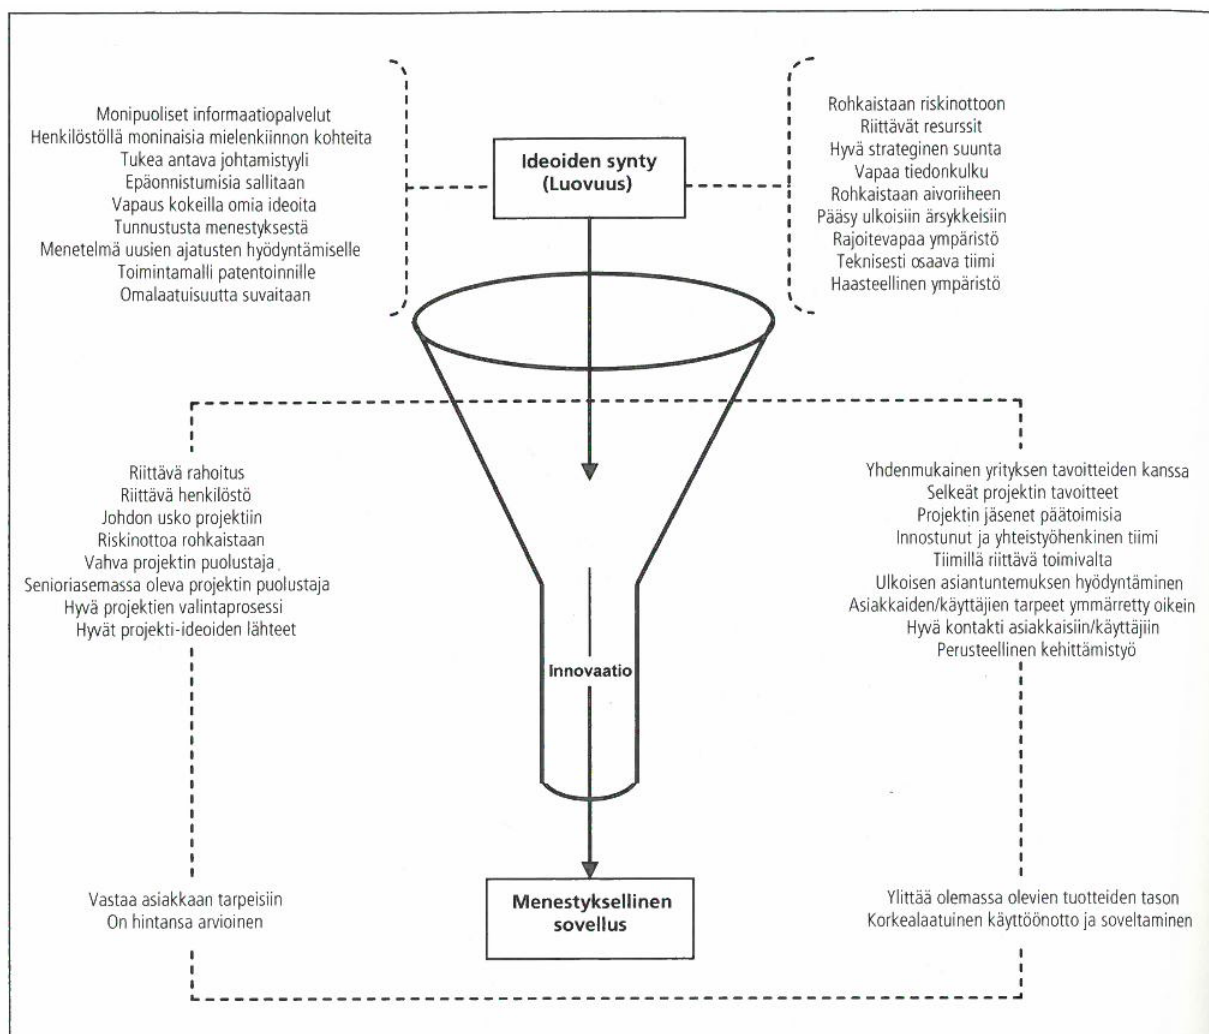 Monipuoliset informaatiopalvelut
Henkilöstöllä moninaisia mielenkiinnon kohteita
Tukea antava johtamistyyli
Epäonnistumisia sallitaan
Vapaus kokeilla omia ideoita
Tunnustusta menestyksestä
Menetelmä uusien ajatusten hyödyntämiselle
Toimintamalli patentoinnille
Omalaatuisuutta suvaitaan
Ideoiden synty
(Luovuus)
Rohkaistaan riskinottoon
Riittävät resurssit
Hyvä strateginen suunta
Vapaa tiedonkulku
Rohkaistaan aivoriiheen
Pääsy ulkoisiin ärsykkeisiin
Rajoitevapaa ympäristö
Teknisesti osaava tiimi
Haasteellinen ympäristö
Riittävä rahoitus
Riittävä henkilöstö
Johdon usko projektiin
Riskinottoa rohkaistaan
Vahva projektin puolustaja
Senioriasemassa oleva projektin puolustaja
Hyvä projektien valintaprosessi
Hyvät projekti-ideoiden lähteet
Innovaatio
Yhdenmukainen yrityksen tavoitteiden kanssa
Selkeät projektin tavoitteet
Projektin jäsenet päätoimisia
Innostunut ja yhteistyöhenkinen tiimi
Tiimillä riittävä toimivalta
Ulkoisen asiantuntemuksen hyödyntäminen
Asiakkaiden/käyttäjien tarpeet ymmärretty oikein
Hyvä kontakti asiakkaisiin/käyttäjiin
Perusteellinen kehittämistyö
Vastaa asiakkaan tarpeisiin
On hintansa arvioinen
Menestyksellinen
sovellus
Ylittää olemassa olevien tuotteiden tason
Korkealaatuinen käyttöönotto ja soveltaminen